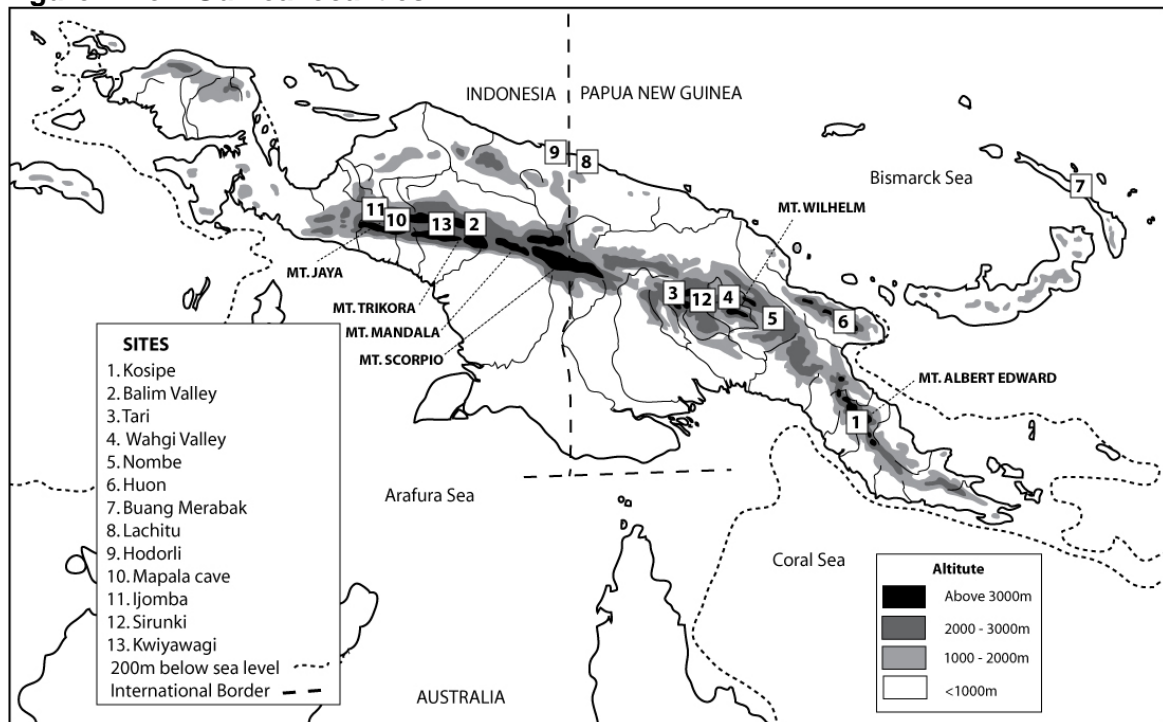 INDONESIA
PAPUA NEW GUINEA
9
8
Bismarck Sea
7
MT. WILHELM
11
10
13
2
MT. JAYA
3
12
4
5
6
MT. TRIKORA
MT. MANDALA
MT. SCORPIO
MT. ALBERT EDWARD
1
SITES
1. Kosipe
2. Balim Valley
3. Tari
4. Wahgi Valley
5. Nombe
6. Huon
7. Buang Merabak
8. Lachitu
9. Hodorli
10. Mapala cave
11. Ijomba
12. Sirunki
13. Kwiyawagi
200m below sea level
International Border
Arafura Sea
Coral Sea
AUSTRALIA
Altitute
Above 3000m
2000 - 3000m
1000 - 2000m
<1000m